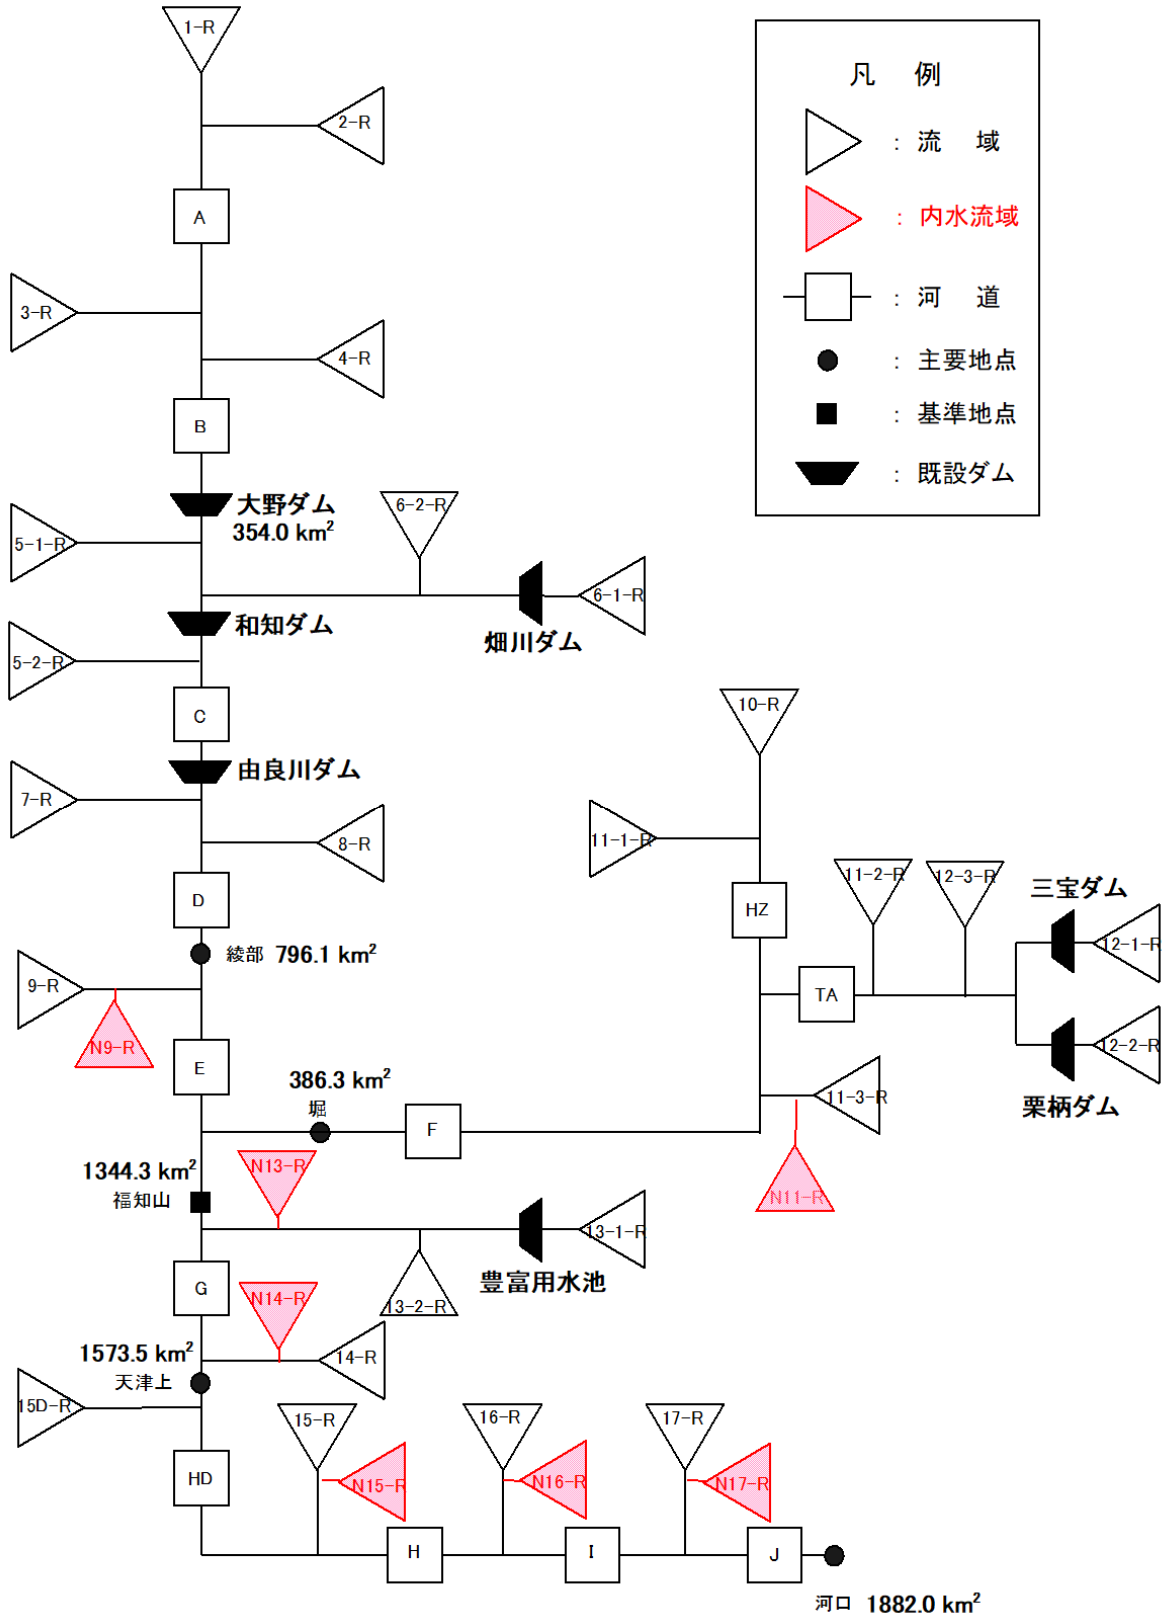 1-R
2-R
A
3-R
4-R
B
大野ダム
354.0 km²
5-1-R
6-2-R
6-1-R
和知ダム
畑川ダム
5-2-R
C
由良川ダム
7-R
8-R
D
綾部 796.1 km²
9-R
N9-R
E
386.3 km²
堀
F
10-R
11-1-R
HZ
11-2-R
12-3-R
三宝ダム
12-1-R
TA
12-2-R
栗柄ダム
11-3-R
N11-R
1344.3 km²
福知山
N13-R
13-1-R
豊富用水池
13-2-R
G
N14-R
14-R
1573.5 km²
天津上
15D-R
HD
15-R
N15-R
16-R
N16-R
17-R
N17-R
H
I
J
河口 1882.0 km²
凡 例
: 流 域
: 内水流域
: 河 道
: 主要地点
: 基準地点
: 既設ダム